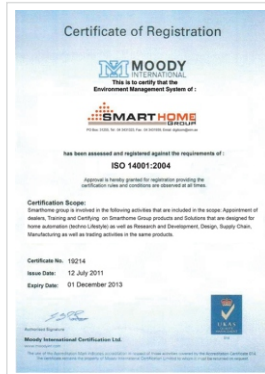 Certificate of Registration
MOODY
INTERNATIONAL
This is to certify that the
Environment Management System of :
SMARTHOME
GROUP
has been assessed and registered against the requirements of :
ISO 14001:2004
Approval is hereby granted for registration providing the
certification rules and conditions are observed at all times.
Certification Scope:
Smarthome group is involved in the following activities that are included in the scope: Appointment of
dealers, Training and Certifying on SmartHome Group products and Solutions that are designed for
home automation (techno Lifestyle) as well as Research and Development, Design, Supply Chain,
Manufacturing as well as trading activities in the same products.
Certificate No. 19214
Issue Date: 12 July 2011
Expiry Date: 01 December 2013
Authorised Signature
Moody International Certification Ltd.
UKAS